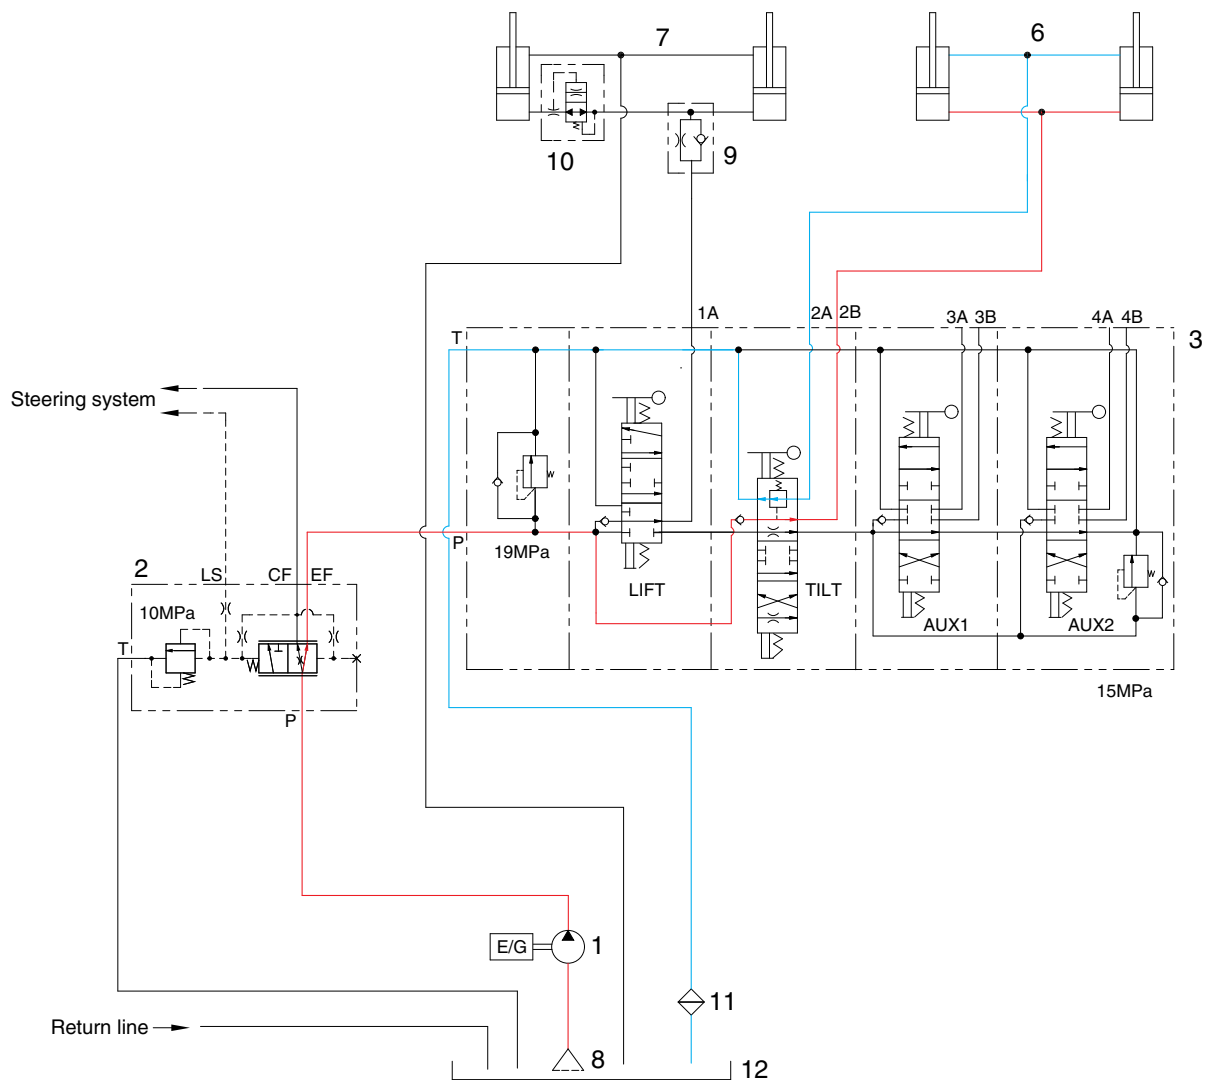 7
6
10
9
1A
2A 2B
3A 3B
4A 4B
T
3
Steering system
P
19MPa
2
LS
CF
EF
LIFT
TILT
10MPa
AUX1
AUX2
T
15MPa
P
E/G
1
11
Return line
8
12